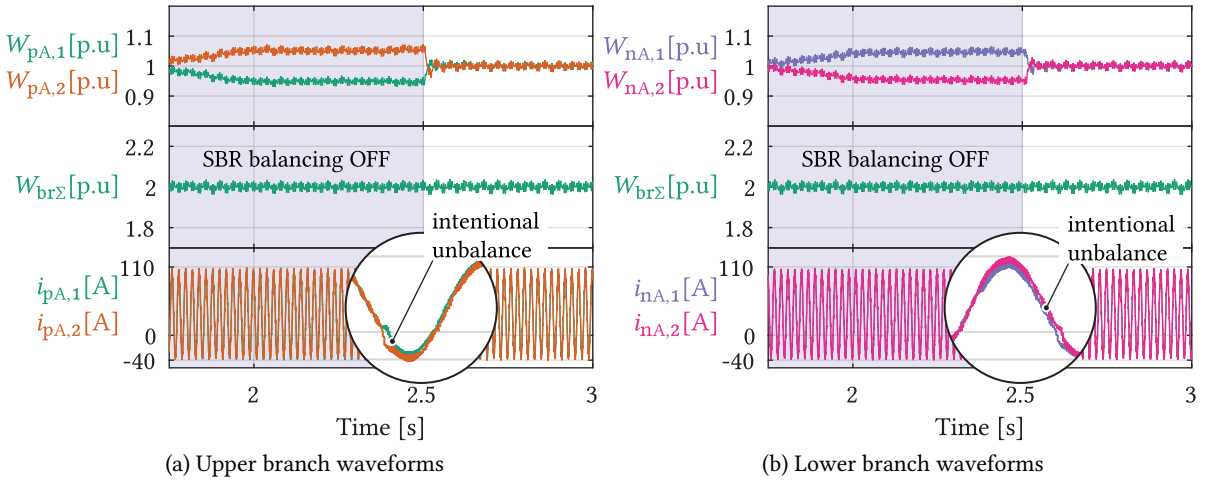 W_pA,1[p.u]
W_pA,2[p.u]
1.1
1
0.9
SBR balancing OFF
W_brΣ[p.u]
2.2
2
1.8
intentional
unbalance
i_pA,1[A]
i_pA,2[A]
110
0
-40
2
2.5
3
Time [s]
(a) Upper branch waveforms
W_nA,1[p.u]
W_nA,2[p.u]
1.1
1
0.9
SBR balancing OFF
W_brΣ[p.u]
2.2
2
1.8
intentional
unbalance
i_nA,1[A]
i_nA,2[A]
110
0
-40
2
2.5
3
Time [s]
(b) Lower branch waveforms